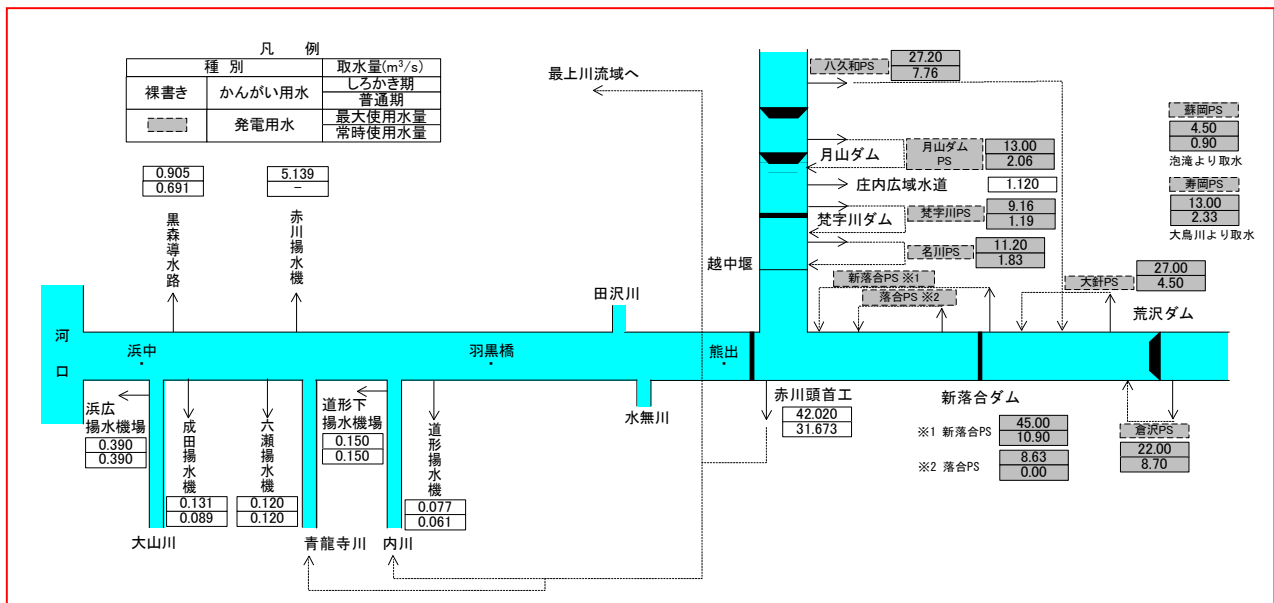 凡　例
種 別 取水量(m³/s)
裸書き かんがい用水 しろかき期
普通期
発電用水 最大使用水量
常時使用水量
最上川流域へ
八久和PS 27.20
7.76
月山ダム
月山ダム
PS
13.00
2.06
庄内広域水道 1.120
梵字川ダム
梵字川PS 9.16
1.19
越中堰
名川PS 11.20
1.83
蘇岡PS
4.50
0.90
泡滝より取水
寿岡PS
13.00
2.33
大鳥川より取水
新落合PS ※1
落合PS ※2
大針PS 27.00
4.50
荒沢ダム
0.905
0.691
黒森導水路
5.139
−
赤川揚水機
田沢川
河口
浜中
羽黒橋
熊出
浜広
揚水機場
0.390
0.390
大山川
成田揚水機
0.131
0.089
六瀬揚水機
0.120
0.120
青龍寺川
道形下
揚水機場
0.150
0.150
内川
道形揚水機
0.077
0.061
水無川
赤川頭首工
42.020
31.673
新落合ダム
※1 新落合PS 45.00
10.90
※2 落合PS 8.63
0.00
倉沢PS
22.00
8.70